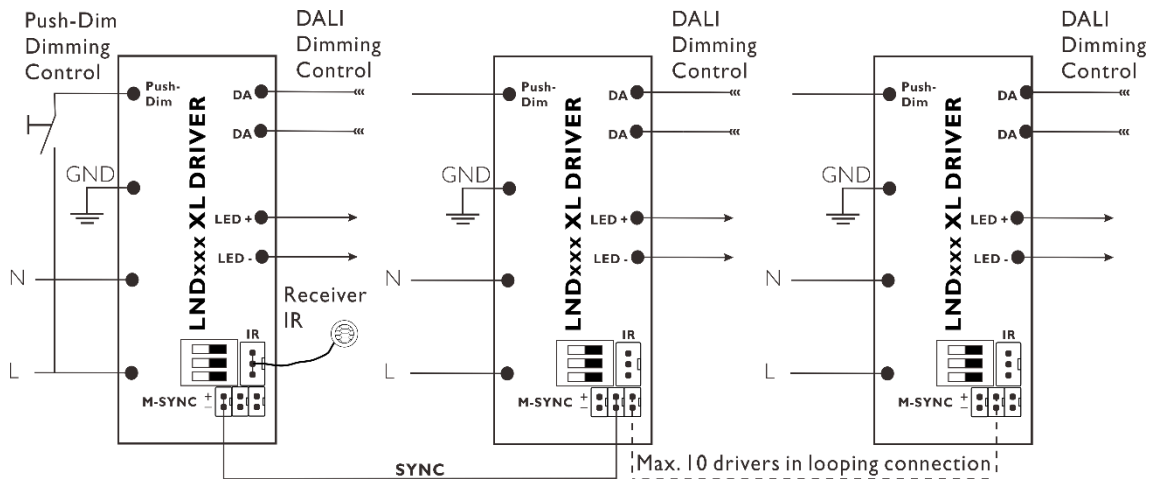 Push-Dim
Dimming
Control
DALI
Dimming
Control
Push-
Dim
DA
DA
GND
LNDxxx XL DRIVER
LED +
LED -
N
Receiver
IR
IR
L
M-SYNC + -
DALI
Dimming
Control
Push-
Dim
DA
DA
GND
LNDxxx XL DRIVER
LED +
LED -
N
IR
L
M-SYNC + -
DALI
Dimming
Control
Push-
Dim
DA
DA
GND
LNDxxx XL DRIVER
LED +
LED -
N
IR
L
M-SYNC + -
SYNC
Max. 10 drivers in looping connection